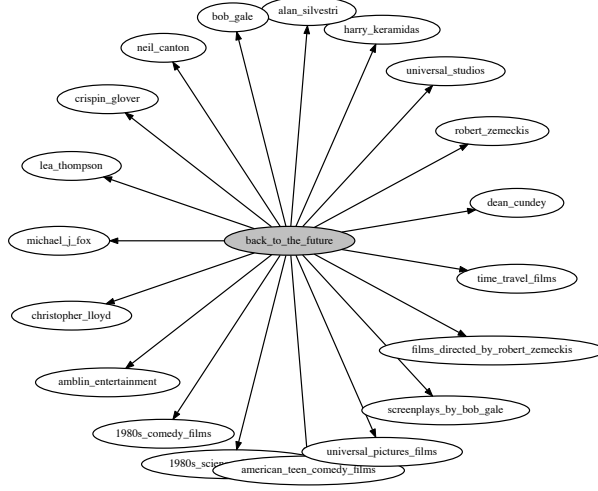 alan_silvestri
bob_gale
harry_keramidas
neil_canton
universal_studios
crispin_glover
robert_zemeckis
lea_thompson
dean_cundey
michael_j_fox
back_to_the_future
time_travel_films
christopher_lloyd
films_directed_by_robert_zemeckis
amblin_entertainment
screenplays_by_bob_gale
1980s_comedy_films
universal_pictures_films
american_teen_comedy_films